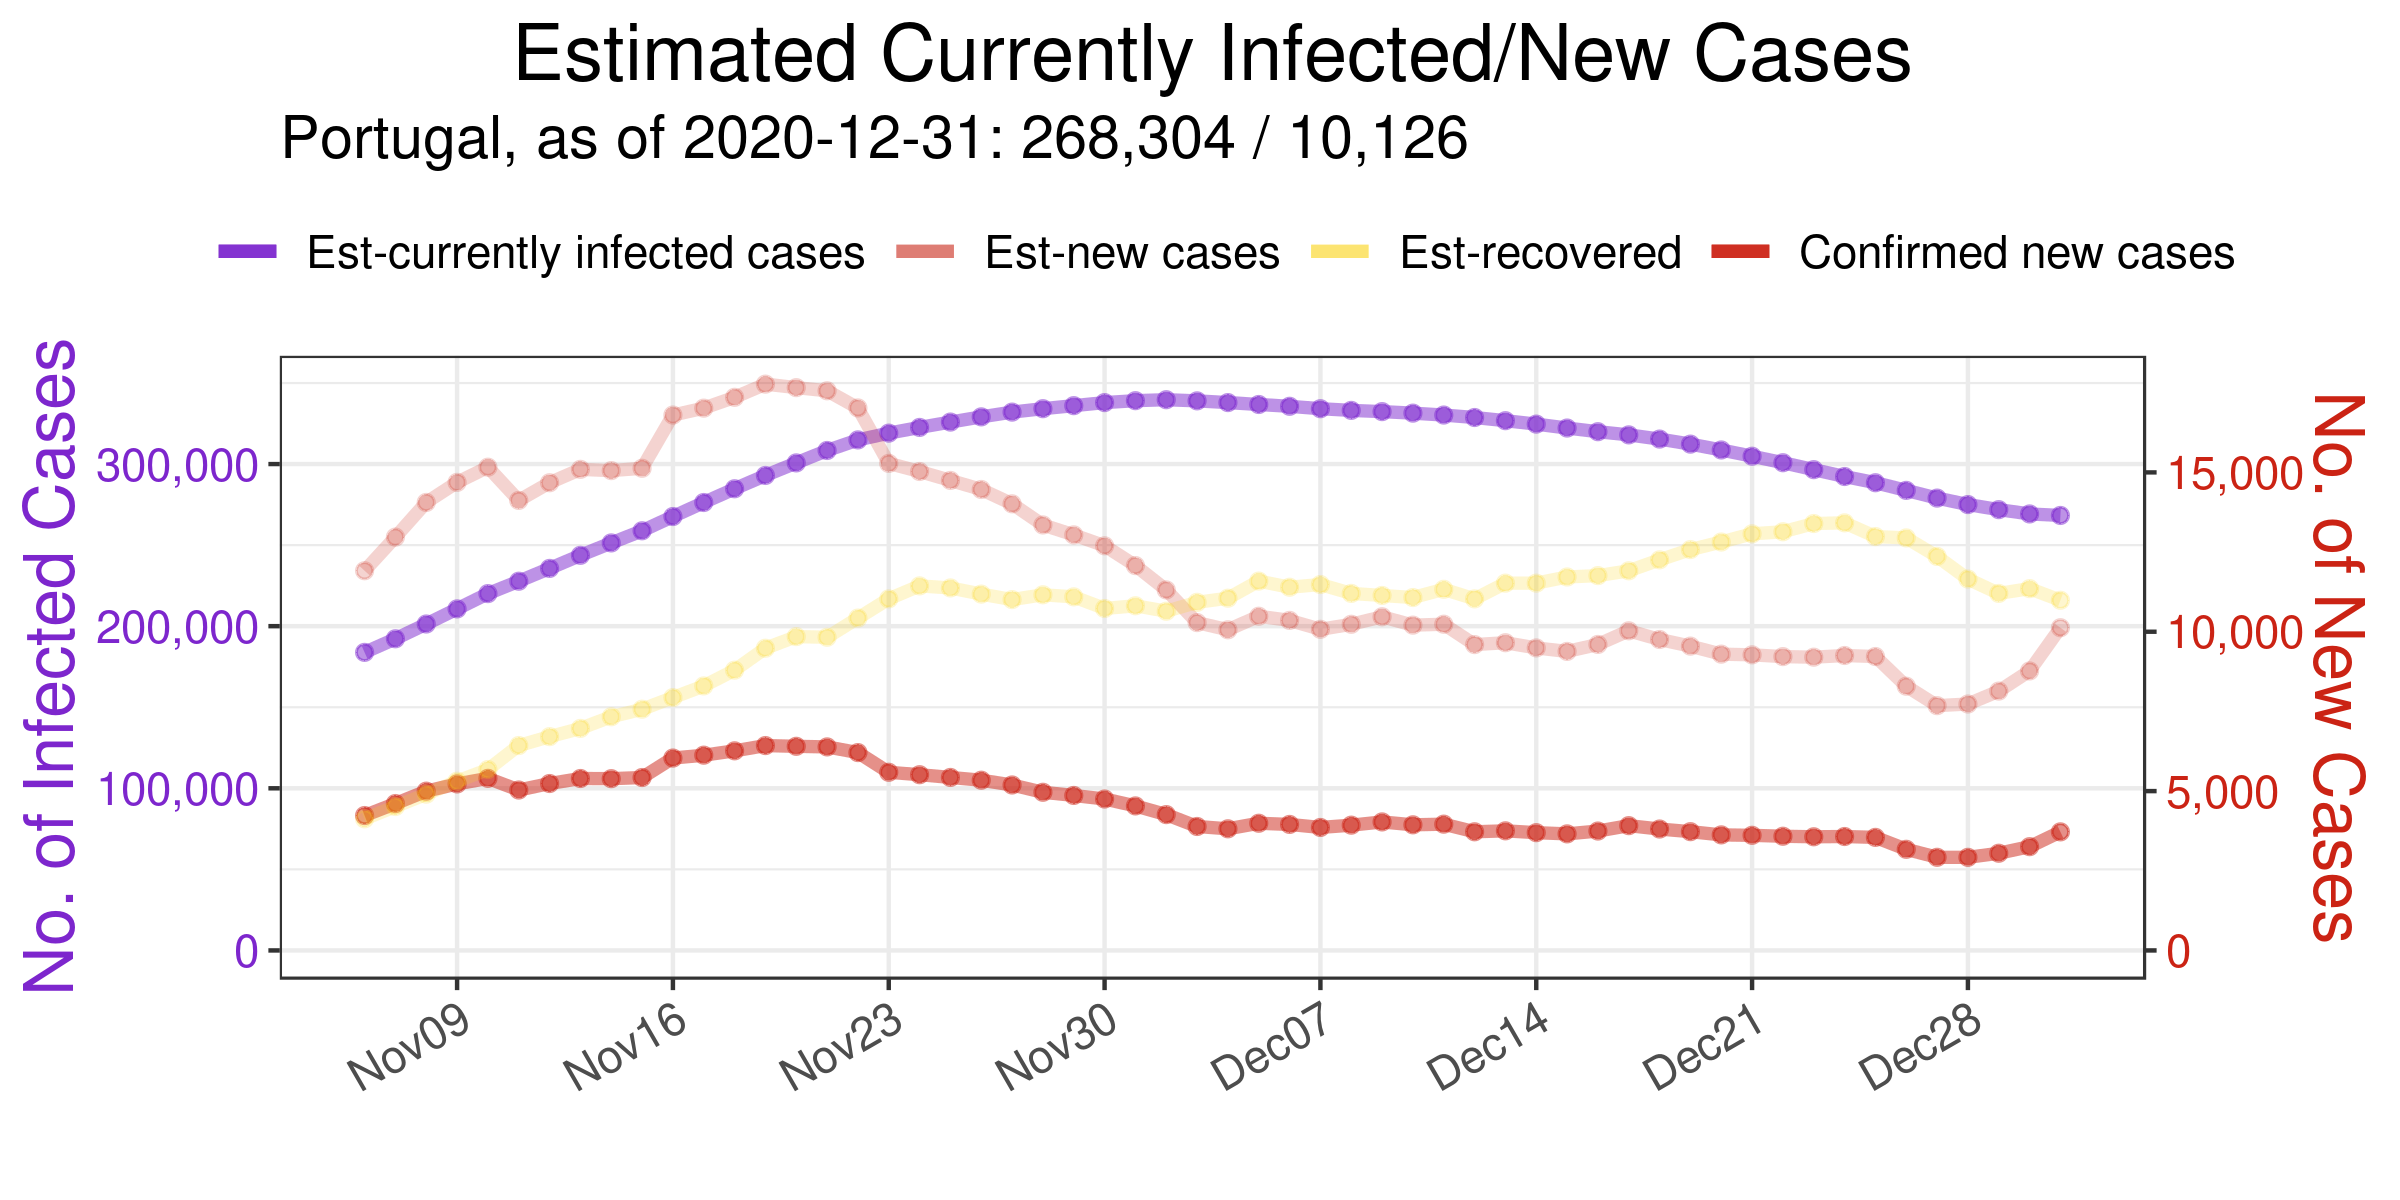 Estimated Currently Infected/New Cases
Portugal, as of 2020-12-31: 268,304 / 10,126
Est-currently infected cases Est-new cases Est-recovered Confirmed new cases
No. of Infected Cases
300,000
200,000
100,000
0
No. of New Cases
15,000
10,000
5,000
0
Nov09 Nov16 Nov23 Nov30 Dec07 Dec14 Dec21 Dec28